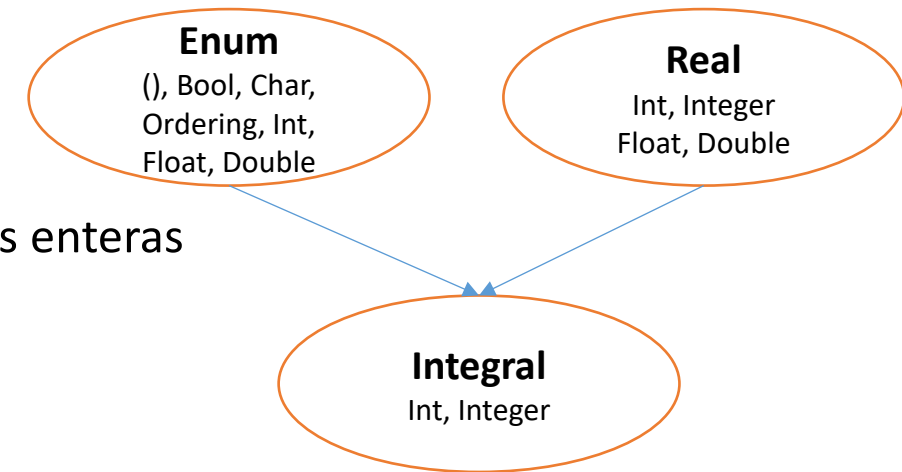 Enum
(), Bool, Char,
Ordering, Int,
Float, Double
Real
Int, Integer
Float, Double
s enteras
Integral
Int, Integer